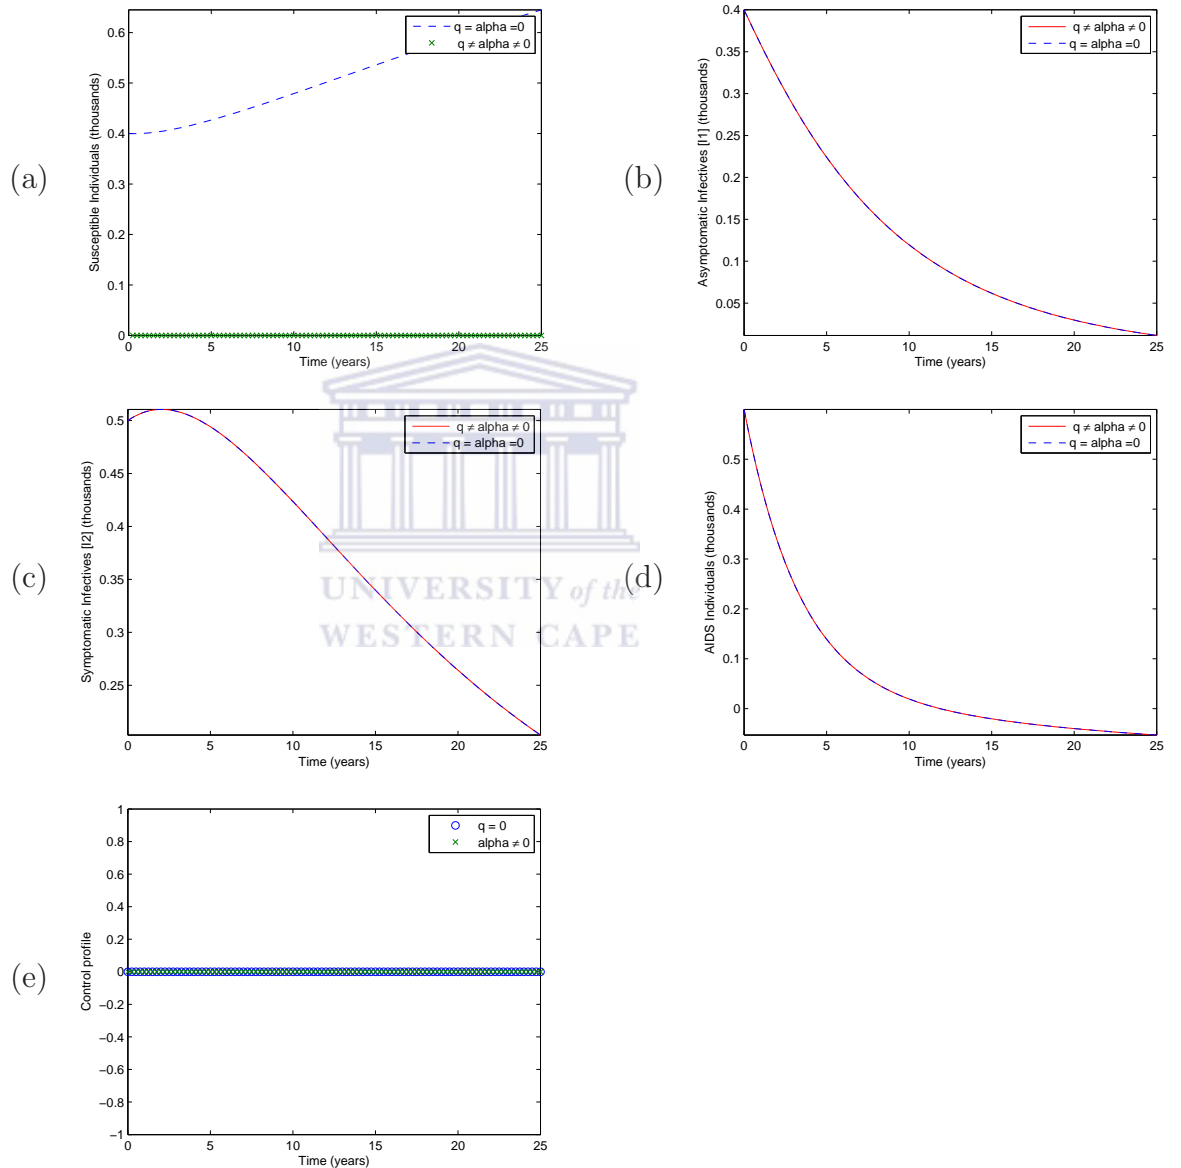 (a)
Susceptible Individuals (thousands)
0.6
0.5
0.4
0.3
0.2
0.1
0
0 5 10 15 20 25
Time (years)
q = alpha =0
q ≠ alpha ≠ 0
(b)
Asymptomatic Infectives [I1] (thousands)
0.4
0.35
0.3
0.25
0.2
0.15
0.1
0.05
0 5 10 15 20 25
Time (years)
q ≠ alpha ≠ 0
q = alpha =0
(c)
Symptomatic Infectives [I2] (thousands)
0.5
0.45
0.4
0.35
0.3
0.25
0 5 10 15 20 25
Time (years)
q ≠ alpha ≠ 0
q = alpha =0
UNIVERSITY of the
WESTERN CAPE
(d)
AIDS Individuals (thousands)
0.5
0.4
0.3
0.2
0.1
0
0 5 10 15 20 25
Time (years)
q ≠ alpha ≠ 0
q = alpha =0
(e)
Control profile
1
0.8
0.6
0.4
0.2
0
−0.2
−0.4
−0.6
−0.8
−1
0 5 10 15 20 25
Time (years)
q = 0
alpha ≠ 0